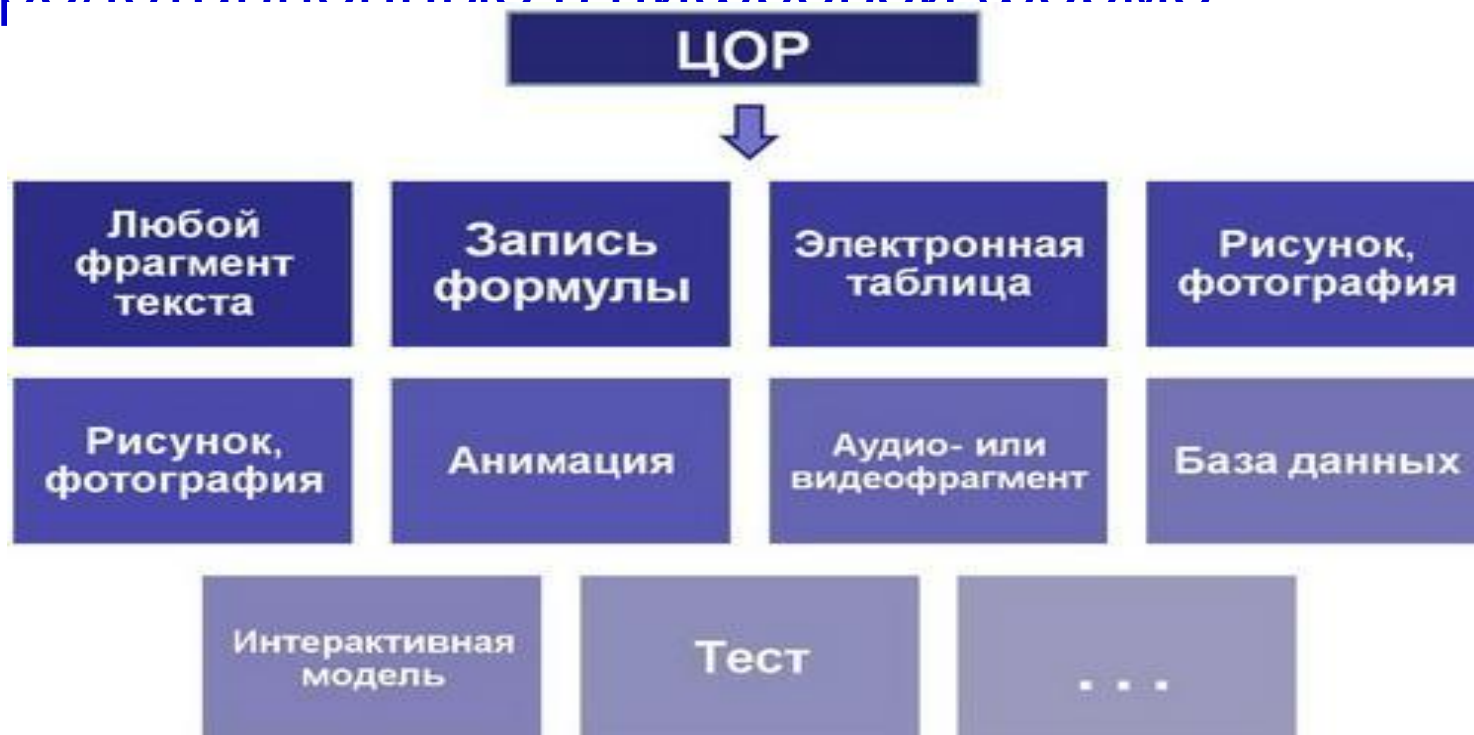 ЦОР
Любой
фрагмент
текста
Запись
формулы
Электронная
таблица
Рисунок,
фотография
Рисунок,
фотография
Анимация
Аудио- или
видеофрагмент
База данных
Интерактивная
модель
Тест
. . .